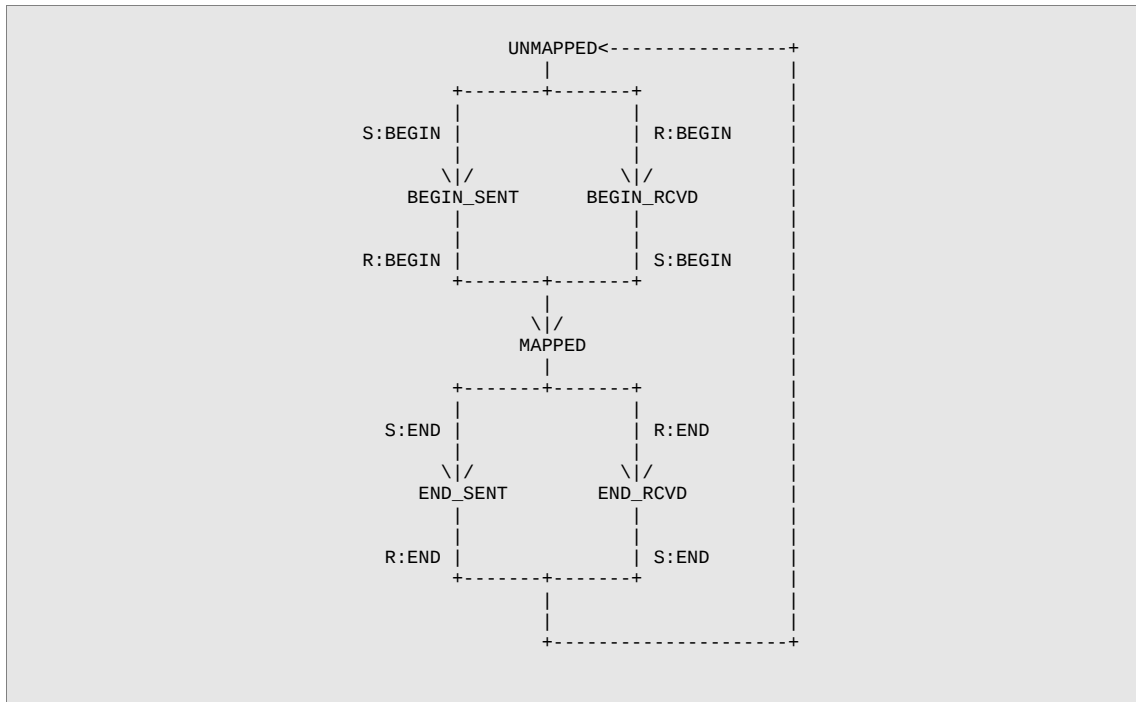 UNMAPPED<----------------+
| |
+-------+-------+ |
| | |
S:BEGIN | | R:BEGIN |
| | |
\|/ \|/ |
BEGIN_SENT BEGIN_RCVD |
| | |
| | |
R:BEGIN | | S:BEGIN |
+-------+-------+ |
| |
\|/ |
MAPPED |
| |
+-------+-------+ |
| | |
S:END | | R:END |
| | |
\|/ \|/ |
END_SENT END_RCVD |
| | |
| | |
R:END | | S:END |
+-------+-------+ |
| |
| |
+---------------------+